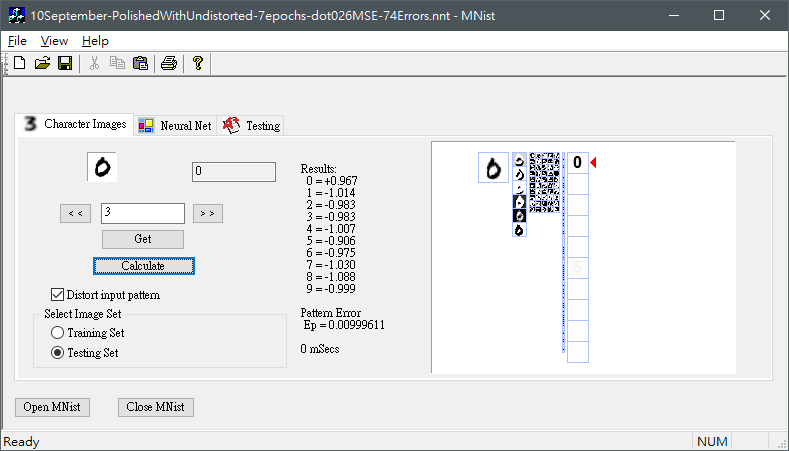 10September-PolishedWithUndistorted-7epochs-dot026MSE-74Errors.nnt - MNist
File View Help
3 Character Images Neural Net Testing
0 0
<< 3 >>
Get
Calculate
Distort input pattern
Select Image Set
Training Set
Testing Set
Results:
0 = +0.967
1 = -1.014
2 = -0.983
3 = -0.983
4 = -1.007
5 = -0.906
6 = -0.975
7 = -1.030
8 = -1.088
9 = -0.999
Pattern Error
Ep = 0.00999611
0 mSecs
0
6
Open MNist Close MNist
Ready NUM